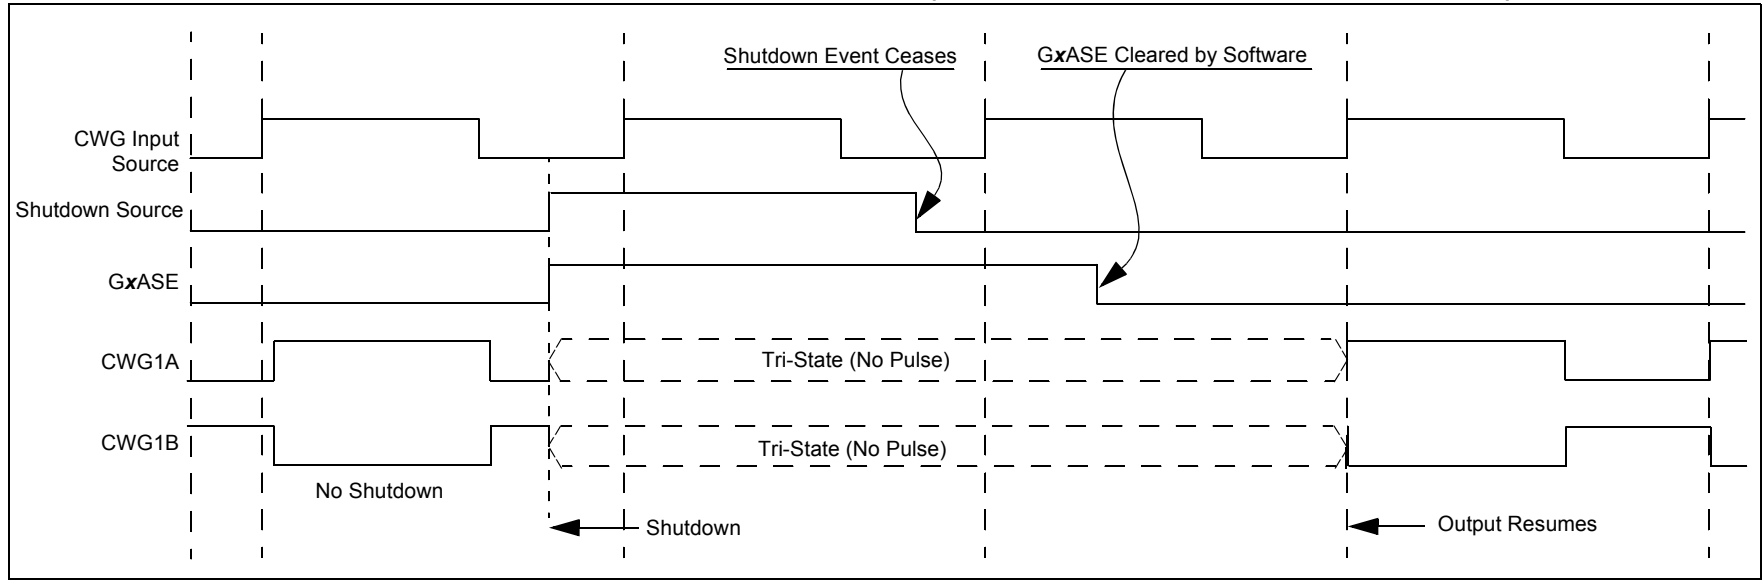 Shutdown Event Ceases
GxASE Cleared by Software
CWG Input
Source
Shutdown Source
GxASE
CWG1A
Tri-State (No Pulse)
CWG1B
Tri-State (No Pulse)
No Shutdown
Shutdown
Output Resumes